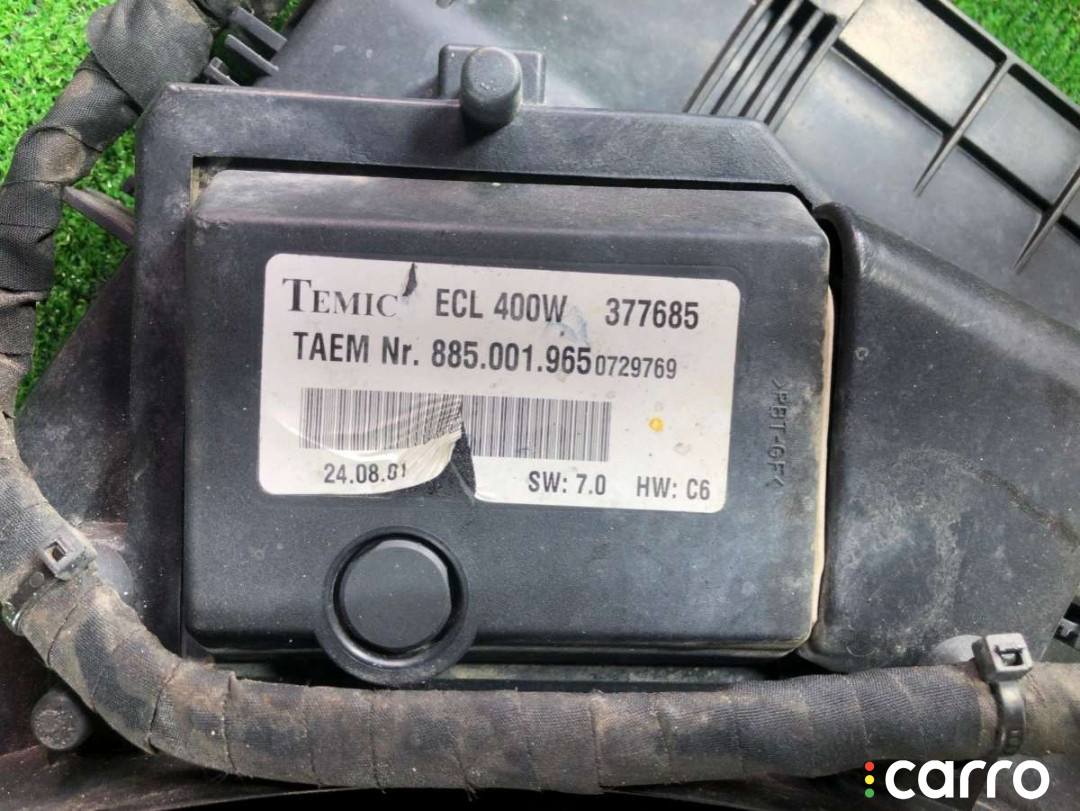 TEMIC ECL 400W 377685
TAEM Nr. 885.001.965 0729769
24.08.01 SW: 7.0 HW: C6
>PBT-GF<
carro